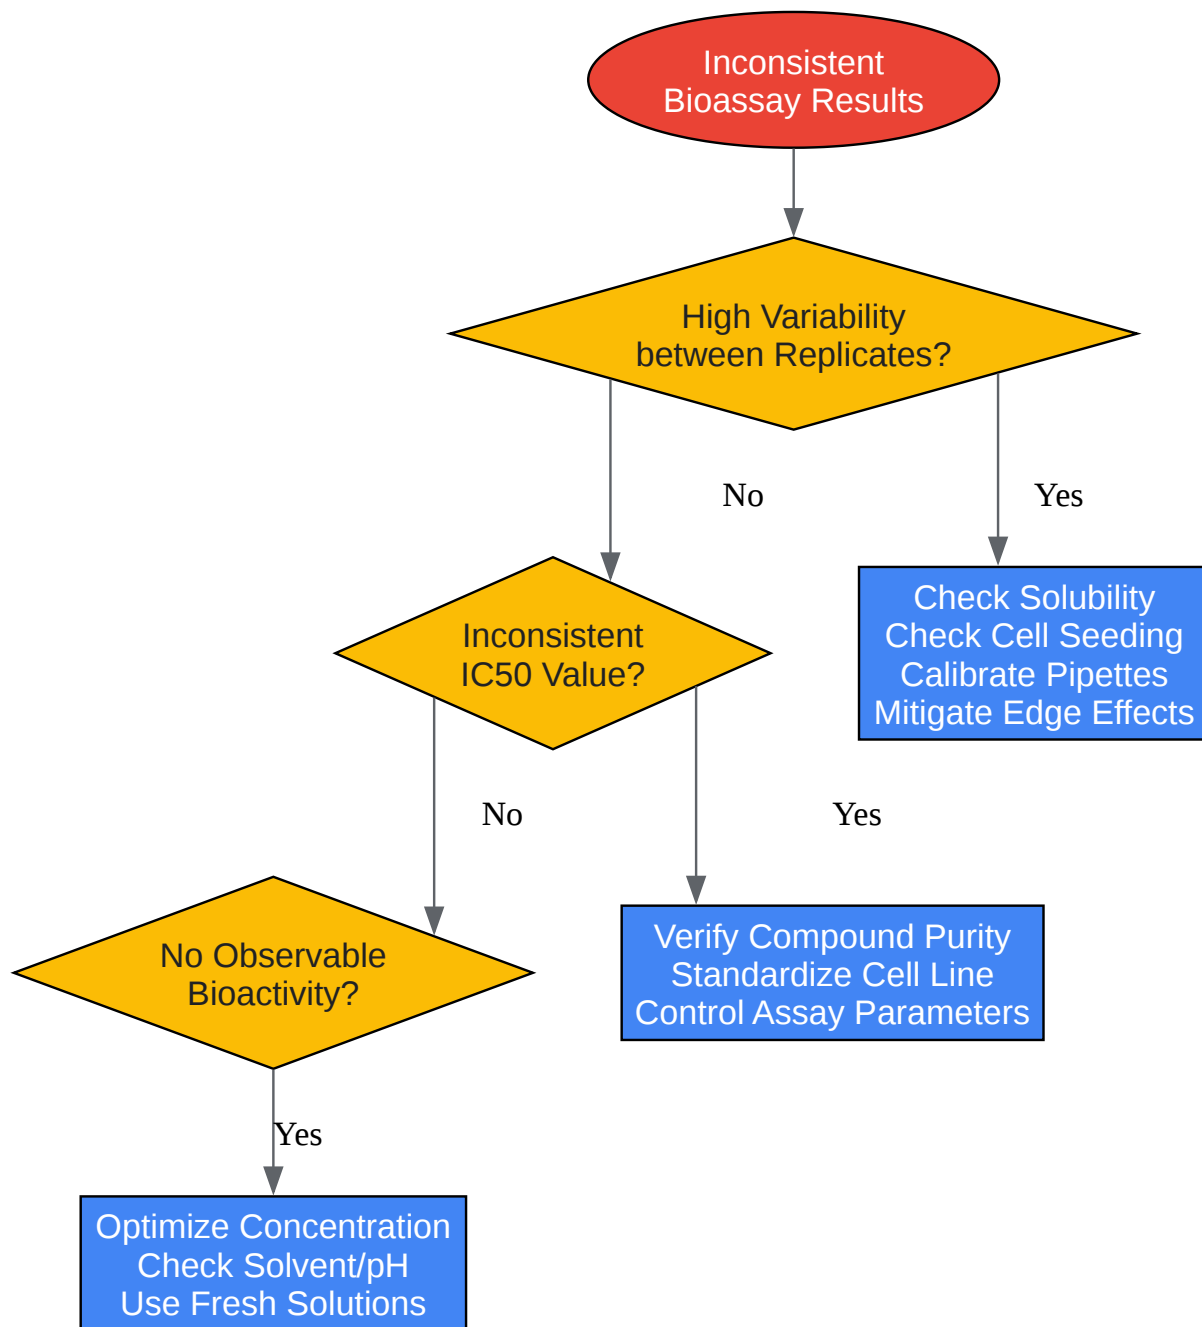 Inconsistent
Bioassay Results
High Variability
between Replicates?
No
Yes
Inconsistent
IC50 Value?
Check Solubility
Check Cell Seeding
Calibrate Pipettes
Mitigate Edge Effects
No
Yes
No Observable
Bioactivity?
Verify Compound Purity
Standardize Cell Line
Control Assay Parameters
Yes
Optimize Concentration
Check Solvent/pH
Use Fresh Solutions